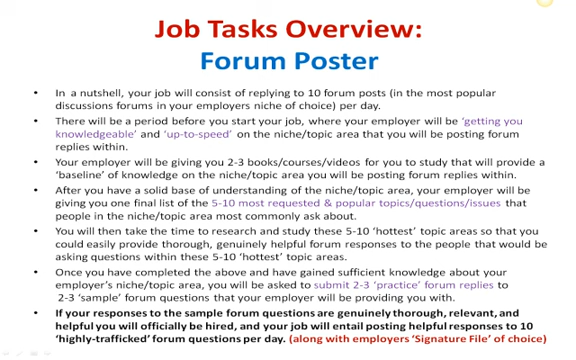 Job Tasks Overview:
Forum Poster
• In a nutshell, your job will consist of replying to 10 forum posts (in the most popular
discussions forums in your employers niche of choice) per day.
• There will be a period before you start your job, where your employer will be ‘getting you
knowledgeable’ and ‘up-to-speed’ on the niche/topic area that you will be posting forum
replies within.
• Your employer will be giving you 2-3 books/courses/videos for you to study that will provide a
‘baseline’ of knowledge on the niche/topic area you will be posting forum replies within.
• After you have a solid base of understanding of the niche/topic area, your employer will be
giving you one final list of the 5-10 most requested & popular topics/questions/issues that
people in the niche/topic area most commonly ask about.
• You will then take the time to research and study these 5-10 ‘hottest’ topic areas so that you
could easily provide thorough, genuinely helpful forum responses to the people that would be
asking questions within these 5-10 ‘hottest’ topic areas.
• Once you have completed the above and have gained sufficient knowledge about your
employer’s niche/topic area, you will be asked to submit 2-3 ‘practice’ forum replies to
2-3 ‘sample’ forum questions that your employer will be providing you with.
• If your responses to the sample forum questions are genuinely thorough, relevant, and
helpful you will officially be hired, and your job will entail posting helpful responses to 10
‘highly-trafficked’ forum questions per day. (along with employers ‘Signature File’ of choice)